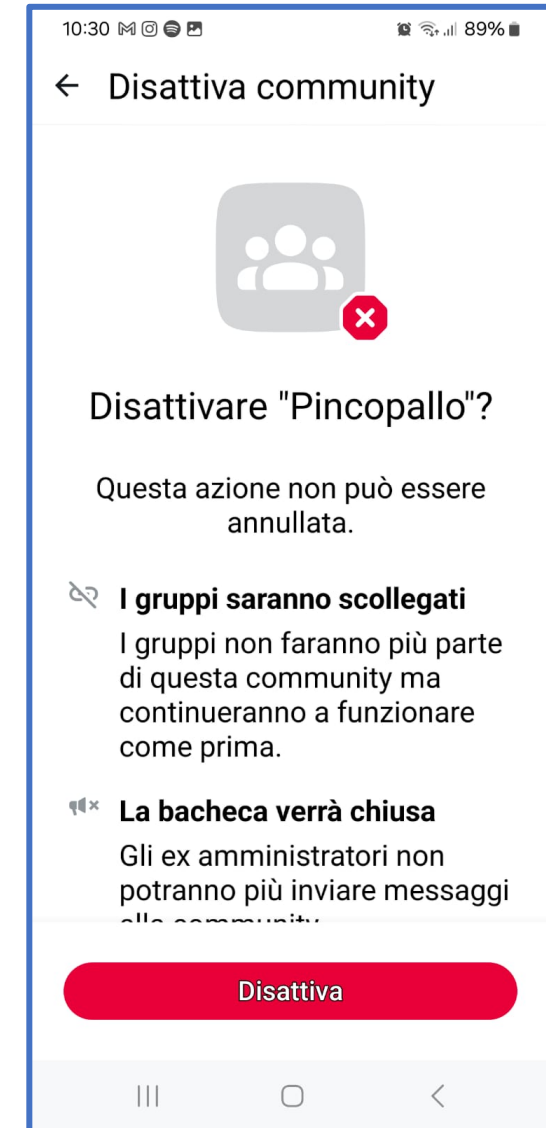 10:30 89%
Disattiva community
Disattivare "Pincopallo"?
Questa azione non può essere
annullata.
I gruppi saranno scollegati
I gruppi non faranno più parte
di questa community ma
continueranno a funzionare
come prima.
La bacheca verrà chiusa
Gli ex amministratori non
potranno più inviare messaggi
alla community
Disattiva